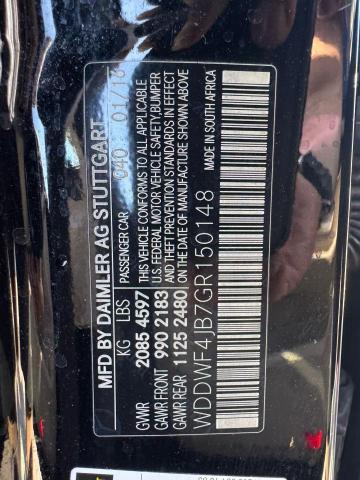 MFD BY DAIMLER AG STUTTGART
PASSENGER CAR 040 01/16
KG LBS
GVWR 2085 4597
GAWR FRONT 990 2183
GAWR REAR 1125 2480
THIS VEHICLE CONFORMS TO ALL APPLICABLE
U.S. FEDERAL MOTOR VEHICLE SAFETY,BUMPER
AND THEFT PREVENTION STANDARDS IN EFFECT
ON THE DATE OF MANUFACTURE SHOWN ABOVE
WDDWF4JB7GR150148
MADE IN SOUTH AFRICA